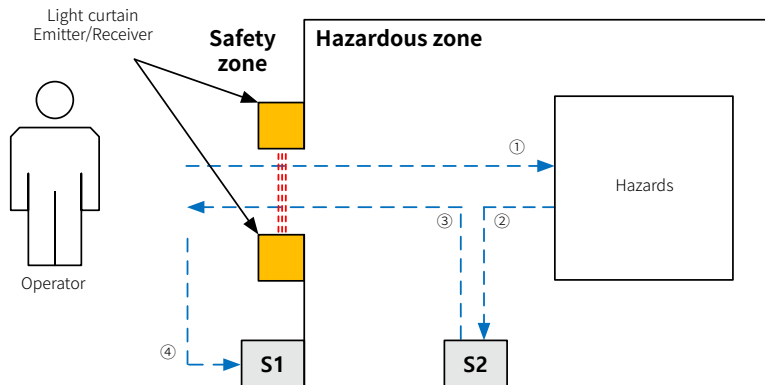 Light curtain
Emitter/Receiver
Safety
zone
Hazardous zone
①
Hazards
③
②
Operator
④
S1
S2